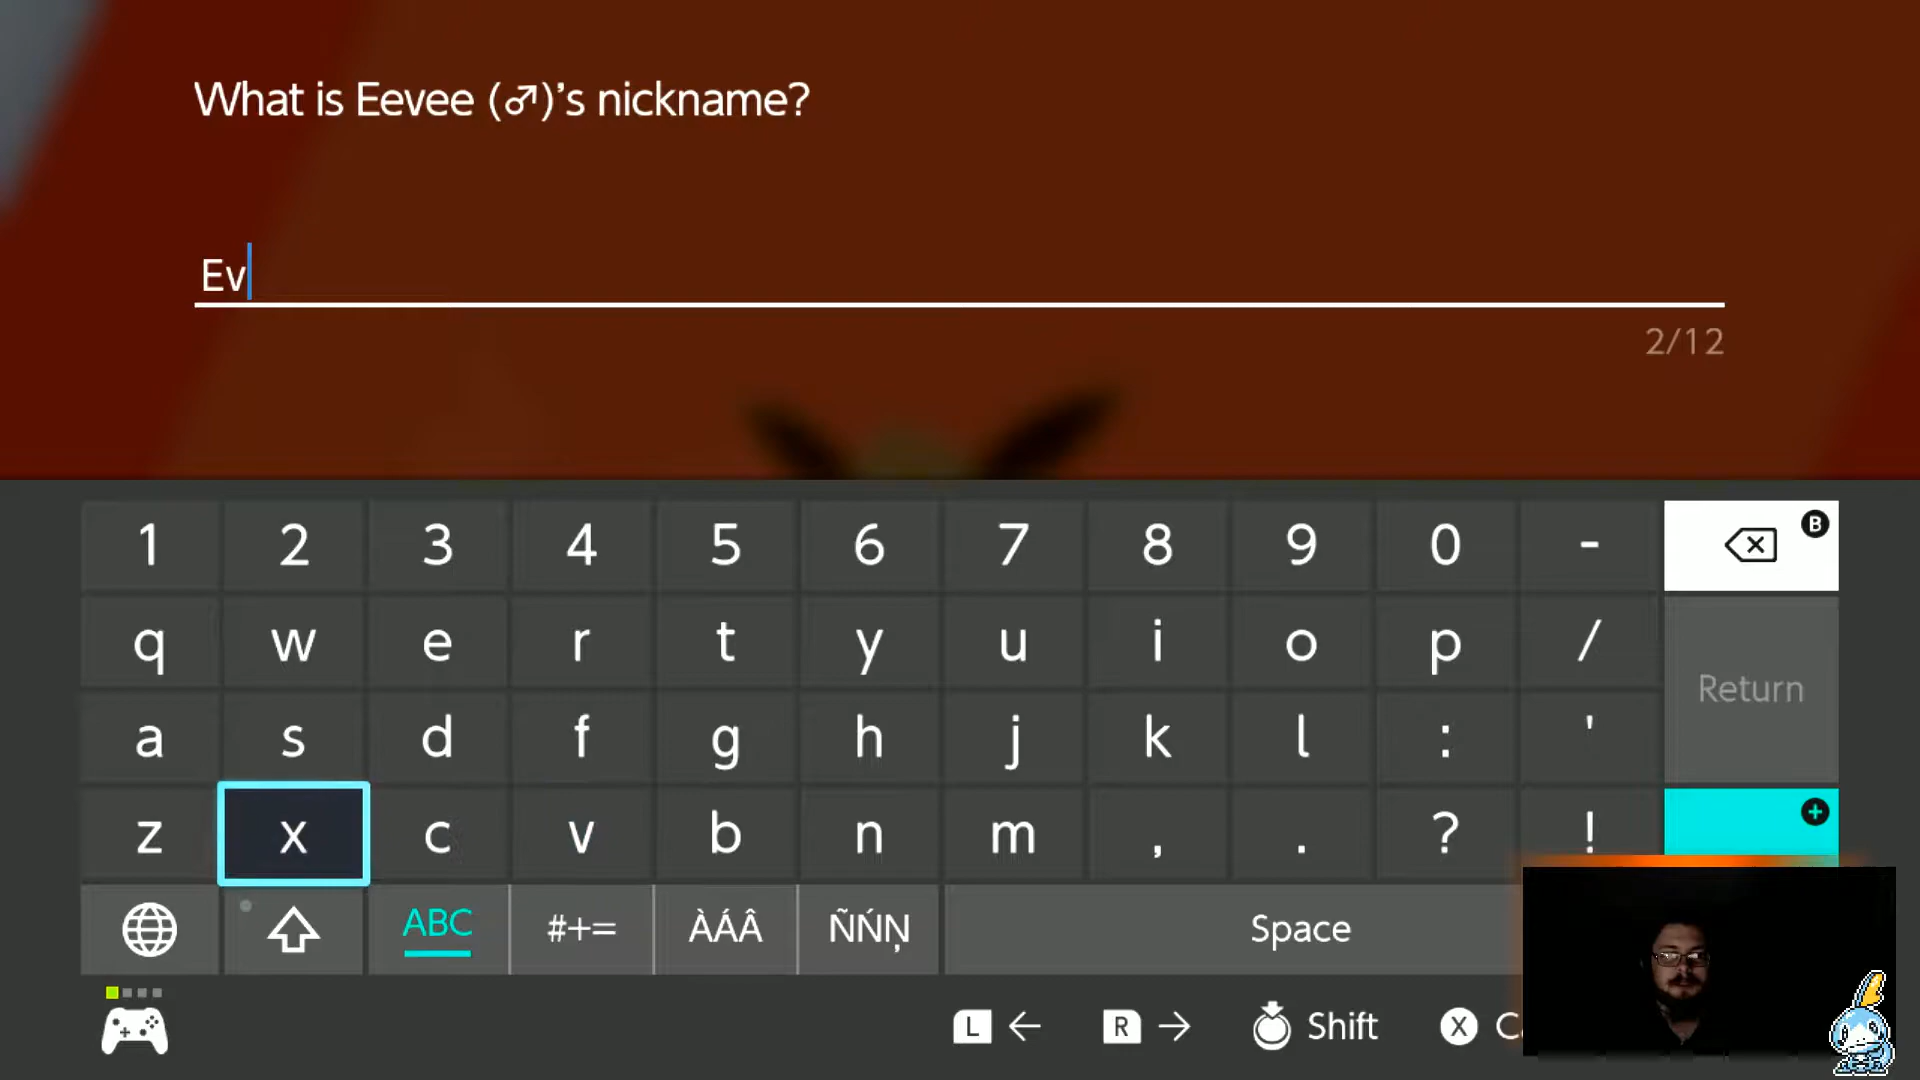 What is Eevee (♂)'s nickname?
Ev
2/12
1 2 3 4 5 6 7 8 9 0 -
B
q w e r t y u i o p /
Return
a s d f g h j k l : '
z x c v b n m , . ? !
+
ABC #+= ÀÁÂ ÑŃŅ Space
L ← R → Shift X